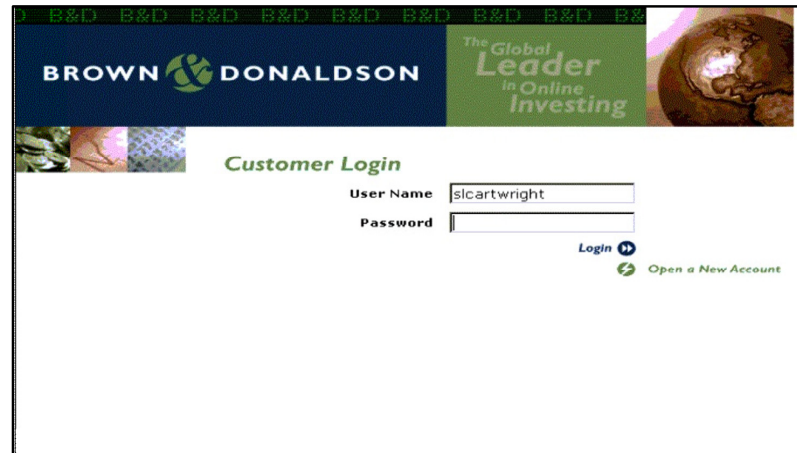 D B&D B&D B&D B&D B&D B&D B&D B&
BROWN & DONALDSON
The Global
Leader
in Online
Investing
Customer Login
User Name slcartwright
Password
Login
Open a New Account